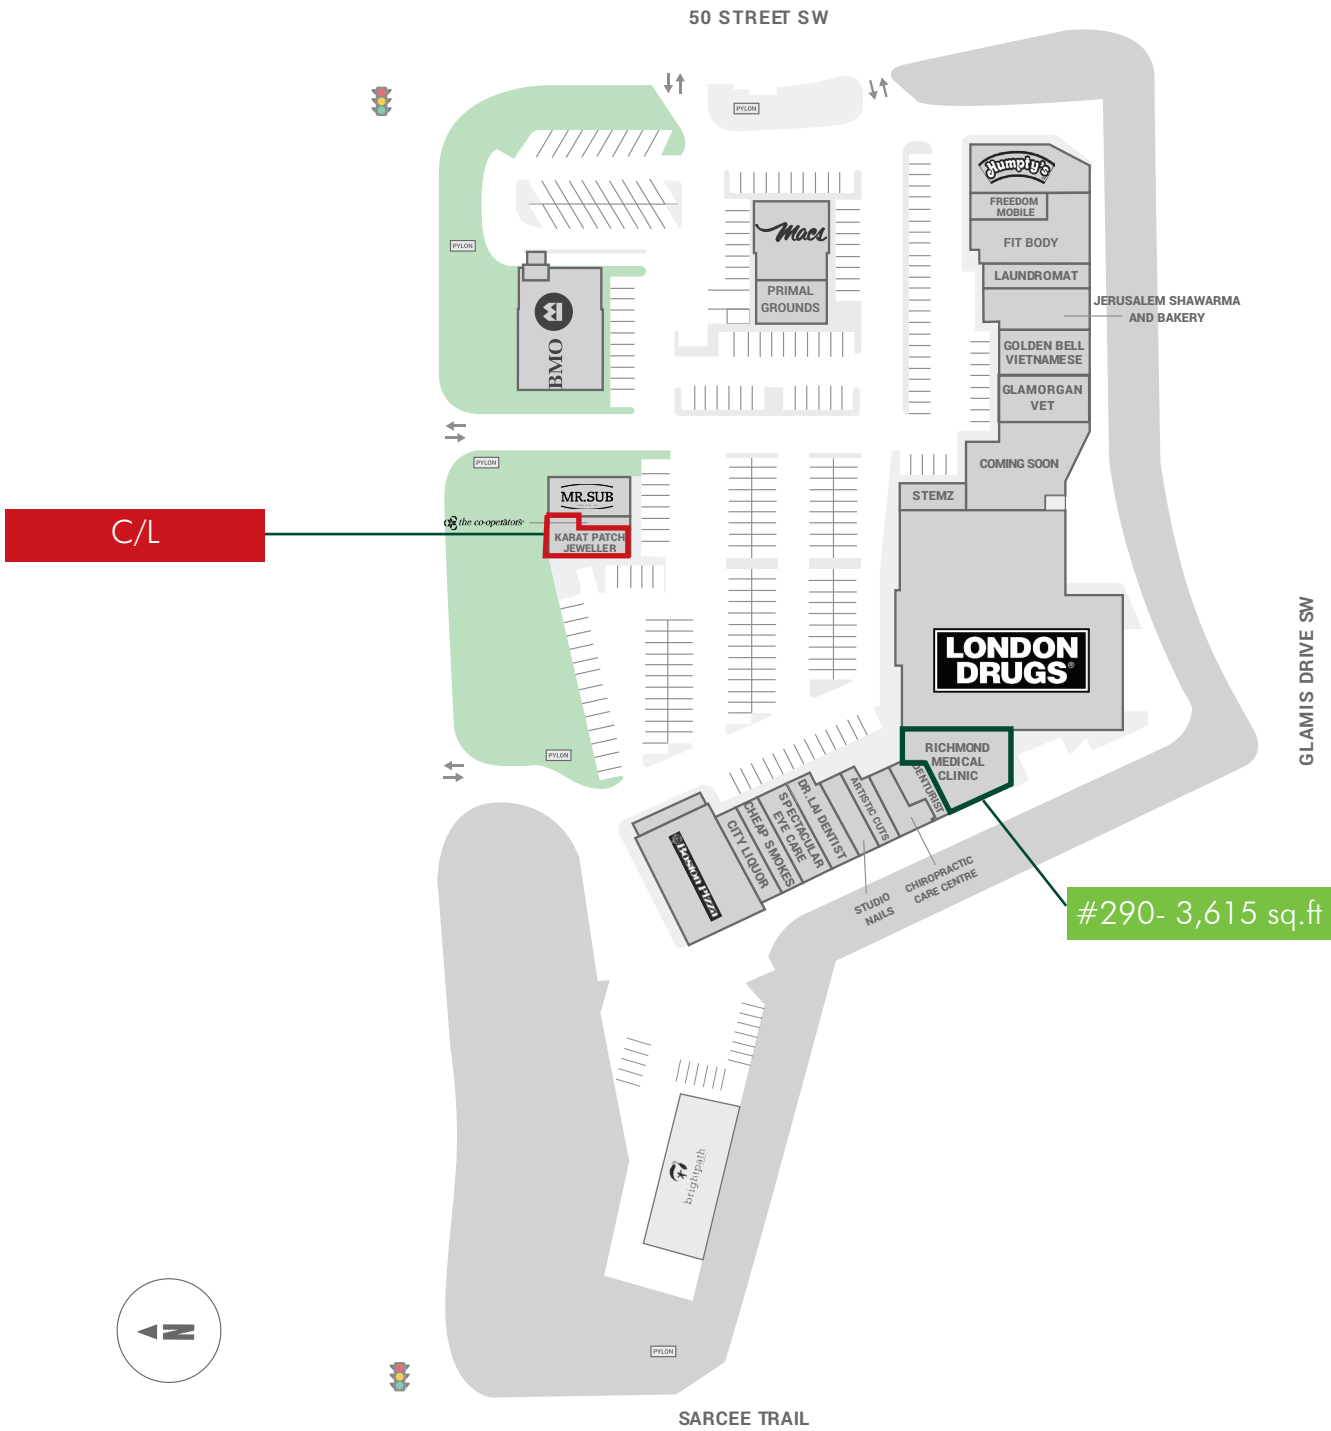 50 STREET SW
PYLON
Humpty's
FREEDOM
MOBILE
FIT BODY
LAUNDROMAT
JERUSALEM SHAWARMA
AND BAKERY
GOLDEN BELL
VIETNAMESE
GLAMORGAN
VET
COMING SOON
STEMZ
Macs
PRIMAL
GROUNDS
PYLON
BMO
PYLON
MR.SUB
the co-operators
KARAT PATCH
JEWELLER
C/L
LONDON
DRUGS
GLAMIS DRIVE SW
RICHMOND
MEDICAL
CLINIC
DENTURIST
PYLON
ARTISTIC CUTS
DR. LAI DENTIST
SPECTACULAR
EYE CARE
CHEAP SMOKES
CITY LIQUOR
BOSTON PIZZA
STUDIO
NAILS
CHIROPRACTIC
CARE CENTRE
#290- 3,615 sq.ft
brightpath
N
PYLON
SARCEE TRAIL